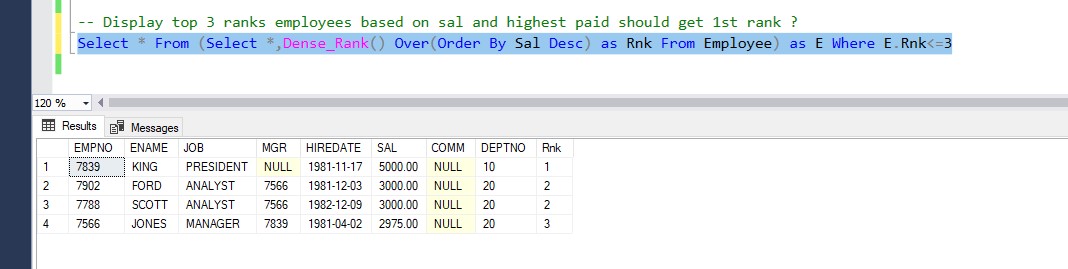 -- Display top 3 ranks employees based on sal and highest paid should get 1st rank ?
Select * From (Select *,Dense_Rank() Over(Order By Sal Desc) as Rnk From Employee) as E Where E.Rnk<=3
120 %
Results Messages
EMPNO ENAME JOB MGR HIREDATE SAL COMM DEPTNO Rnk
1 7839 KING PRESIDENT NULL 1981-11-17 5000.00 NULL 10 1
2 7902 FORD ANALYST 7566 1981-12-03 3000.00 NULL 20 2
3 7788 SCOTT ANALYST 7566 1982-12-09 3000.00 NULL 20 2
4 7566 JONES MANAGER 7839 1981-04-02 2975.00 NULL 20 3